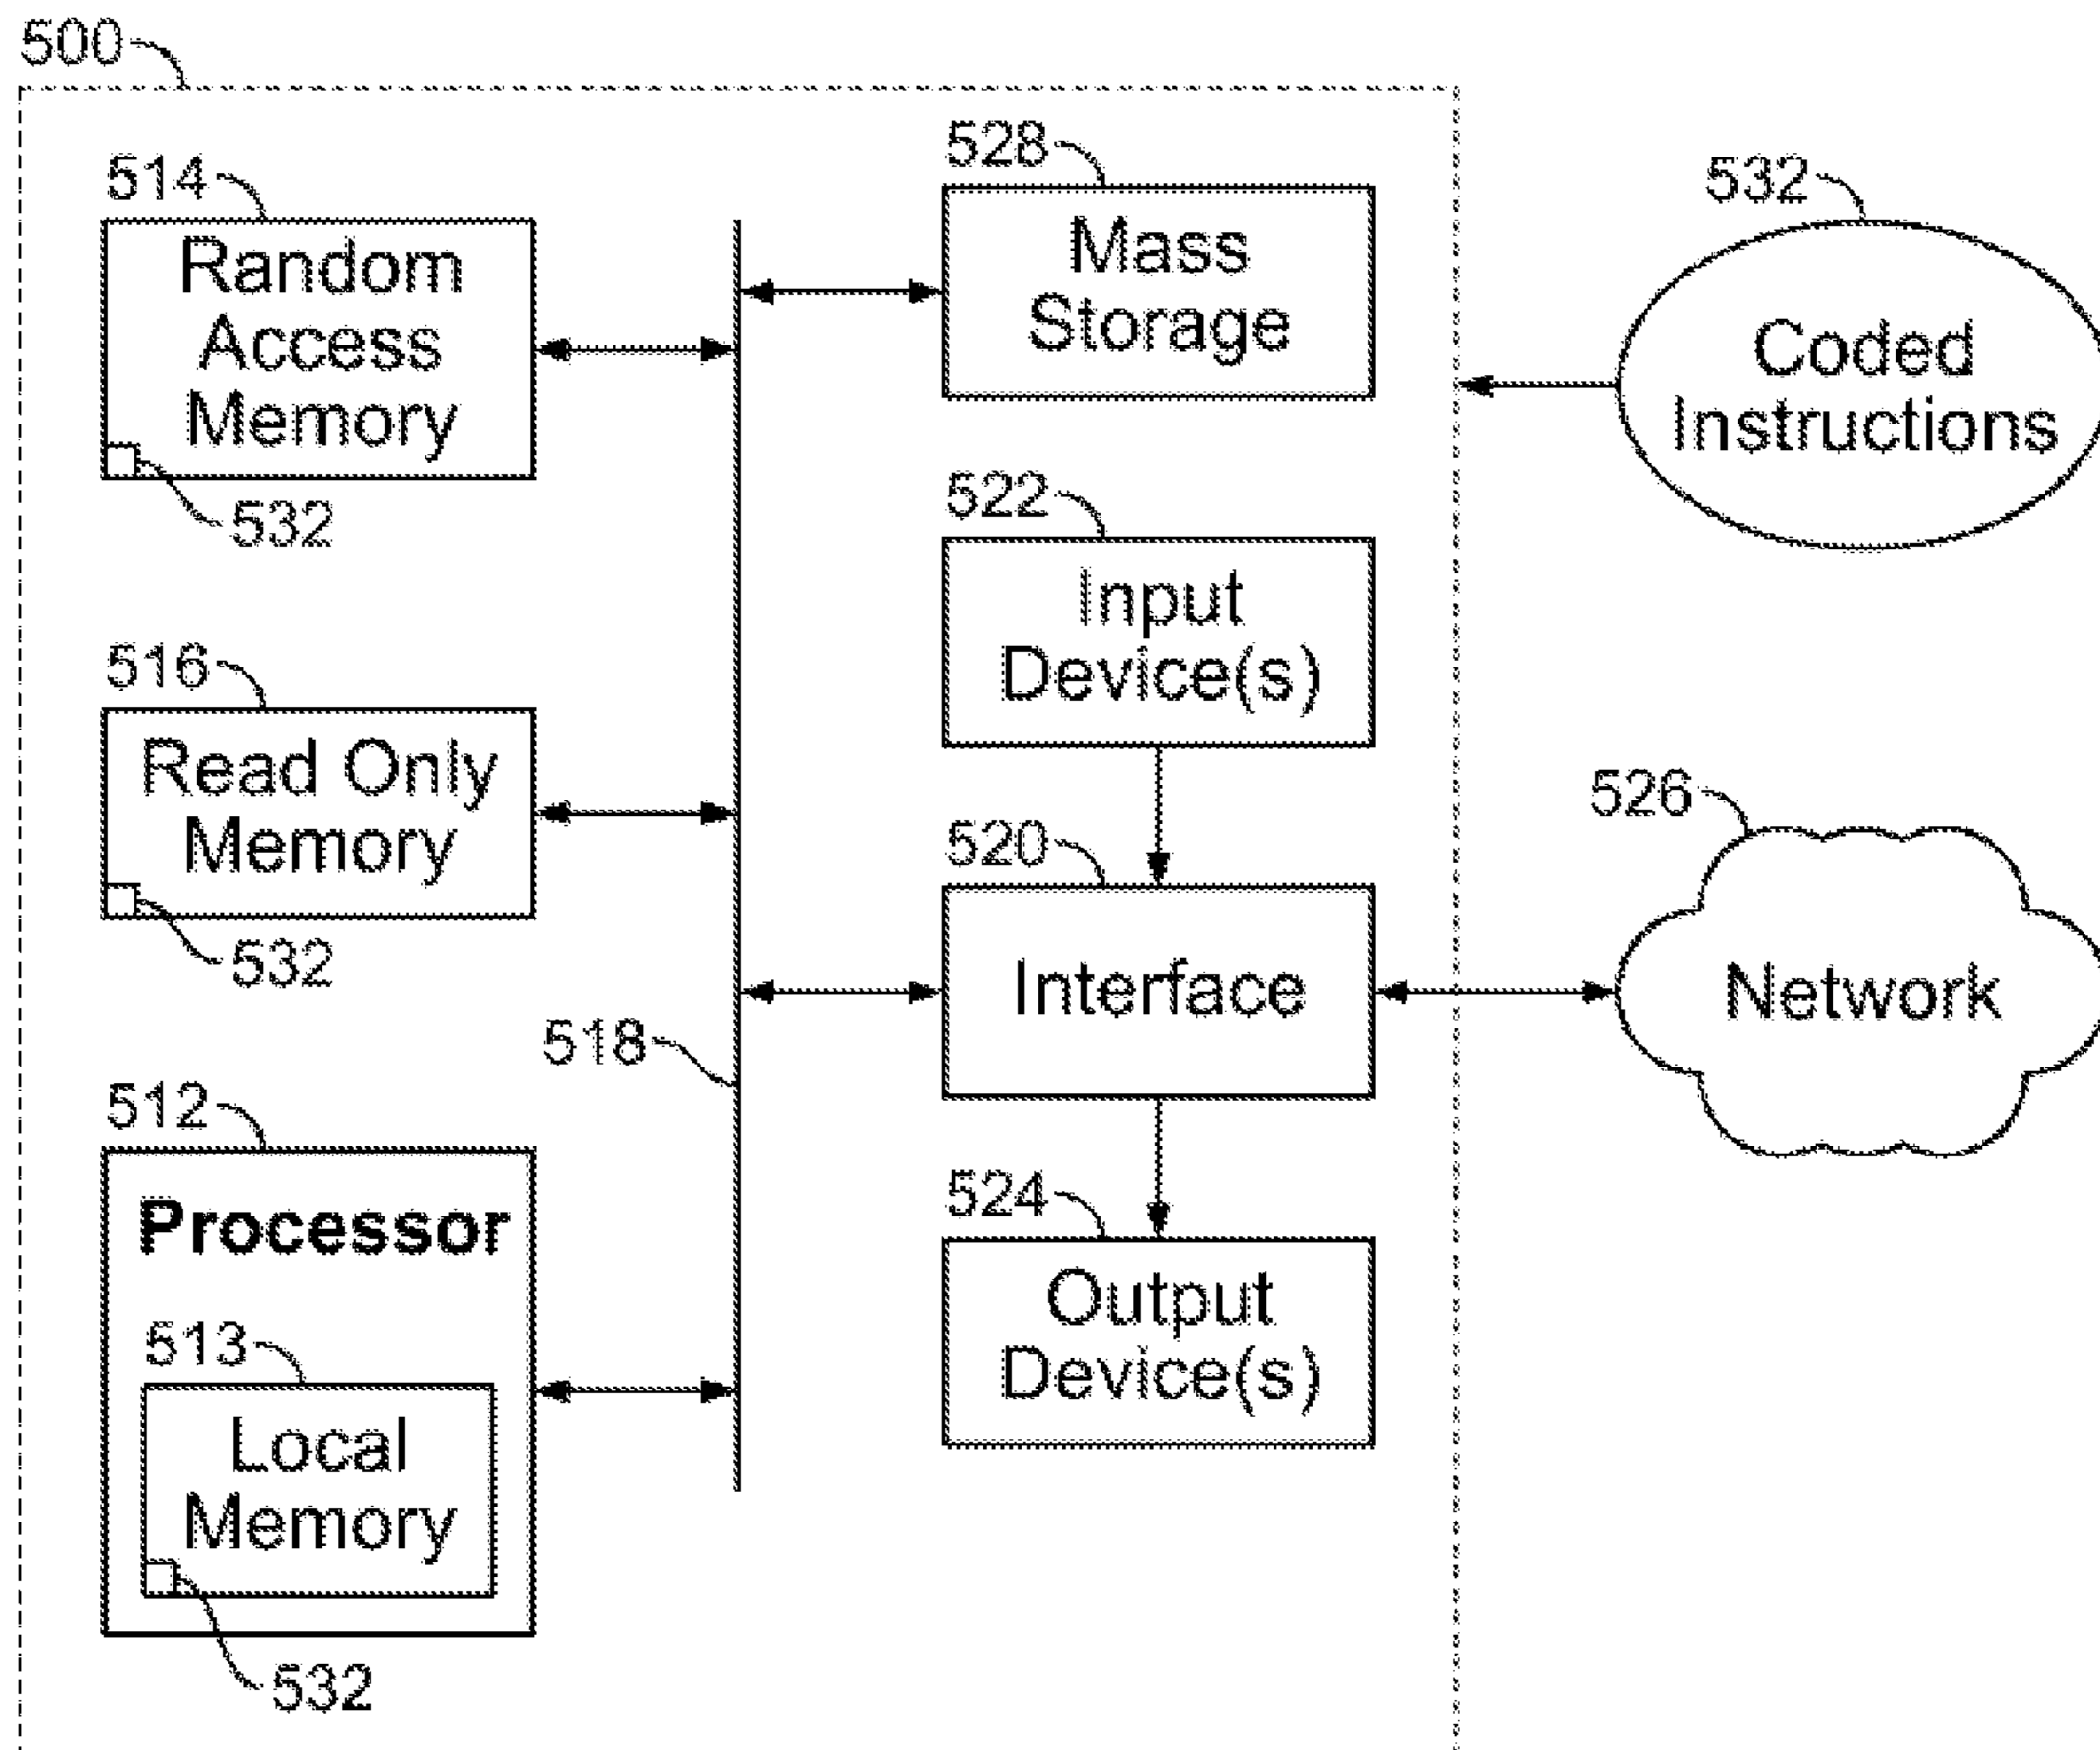 500
514
Random
Access
Memory
532
516
Read Only
Memory
532
518
512
Processor
513
Local
Memory
532
528
Mass
Storage
522
Input
Device(s)
520
Interface
524
Output
Device(s)
532
Coded
Instructions
526
Network